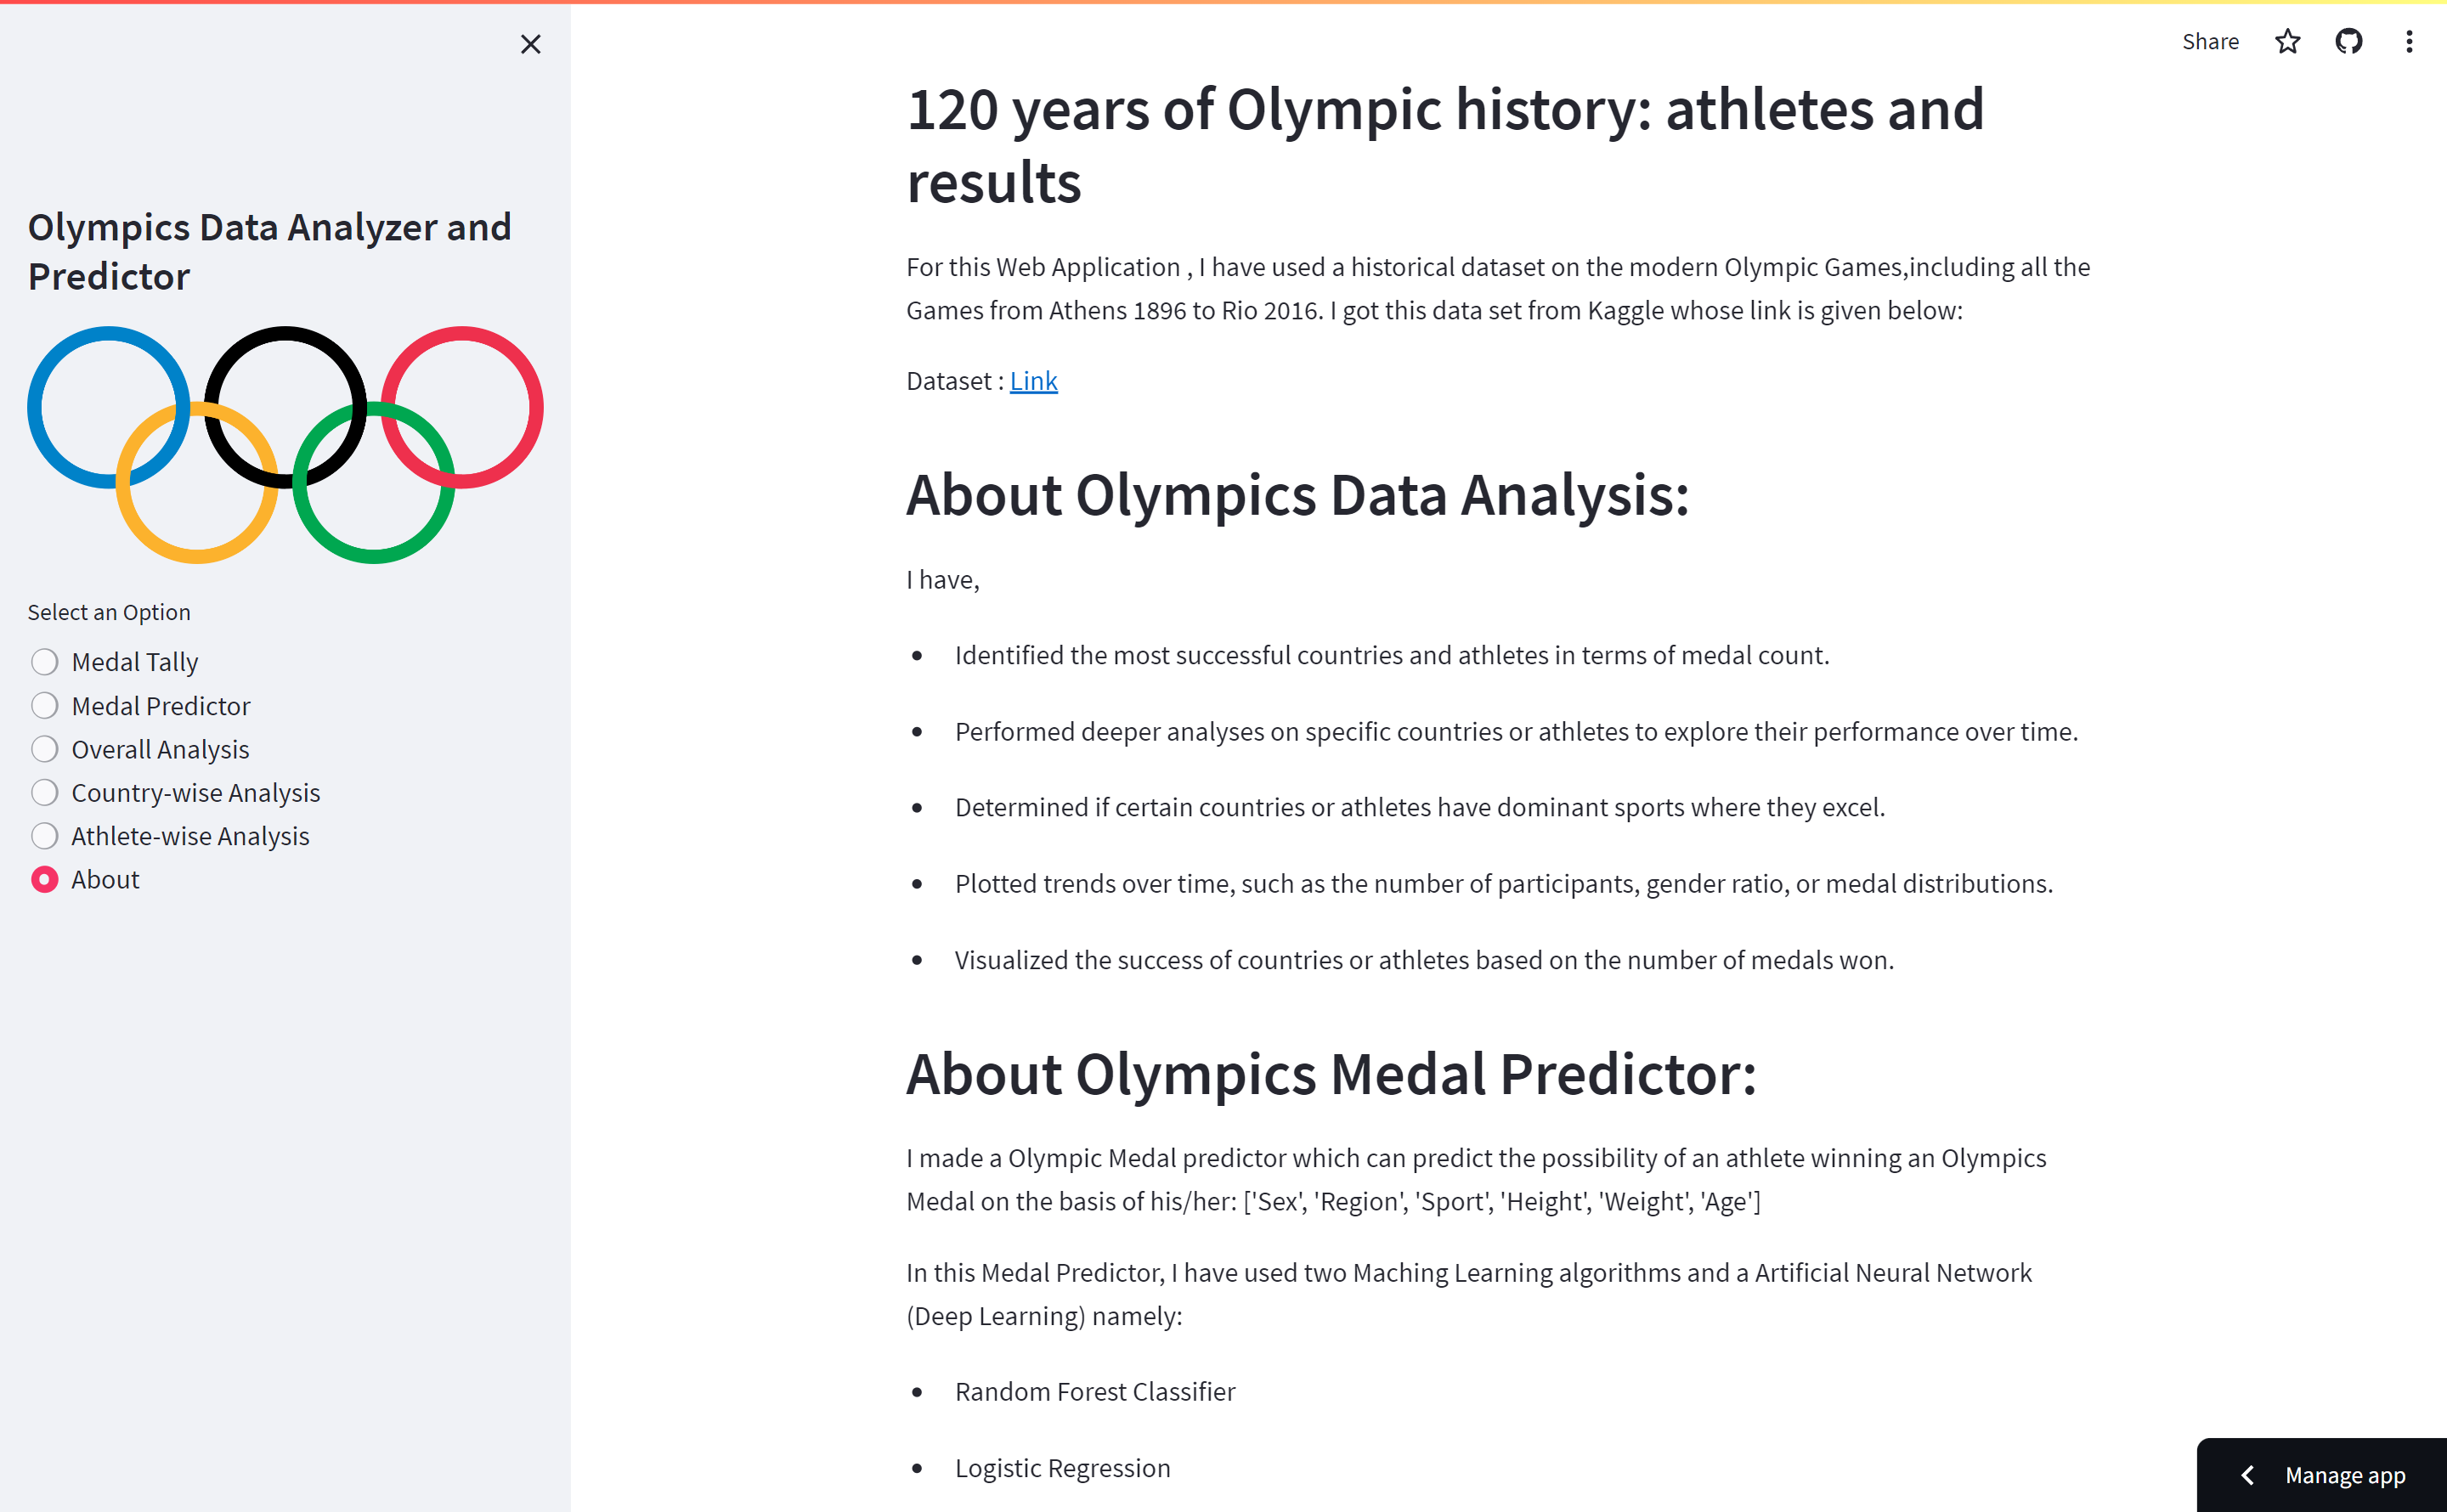 Share
Olympics Data Analyzer and
Predictor
Select an Option
Medal Tally
Medal Predictor
Overall Analysis
Country-wise Analysis
Athlete-wise Analysis
About
120 years of Olympic history: athletes and
results
For this Web Application , I have used a historical dataset on the modern Olympic Games,including all the
Games from Athens 1896 to Rio 2016. I got this data set from Kaggle whose link is given below:
Dataset : Link
About Olympics Data Analysis:
I have,
• Identified the most successful countries and athletes in terms of medal count.
• Performed deeper analyses on specific countries or athletes to explore their performance over time.
• Determined if certain countries or athletes have dominant sports where they excel.
• Plotted trends over time, such as the number of participants, gender ratio, or medal distributions.
• Visualized the success of countries or athletes based on the number of medals won.
About Olympics Medal Predictor:
I made a Olympic Medal predictor which can predict the possibility of an athlete winning an Olympics
Medal on the basis of his/her: ['Sex', 'Region', 'Sport', 'Height', 'Weight', 'Age']
In this Medal Predictor, I have used two Maching Learning algorithms and a Artificial Neural Network
(Deep Learning) namely:
• Random Forest Classifier
• Logistic Regression
Manage app